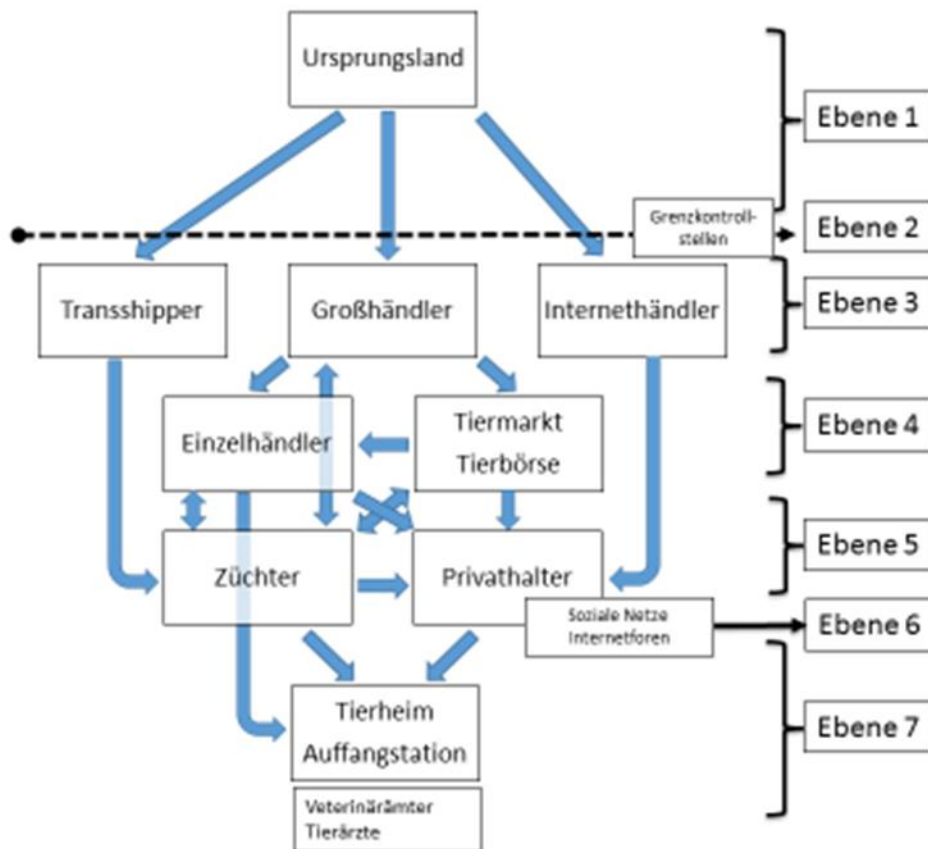 Ursprungsland
Ebene 1
Grenzkontroll-
stellen
Ebene 2
Transshipper
Großhändler
Internethändler
Ebene 3
Einzelhändler
Tiermarkt
Tierbörse
Ebene 4
Züchter
Privathalter
Ebene 5
Soziale Netze
Internetforen
Ebene 6
Tierheim
Auffangstation
Ebene 7
Veterinärämter
Tierärzte